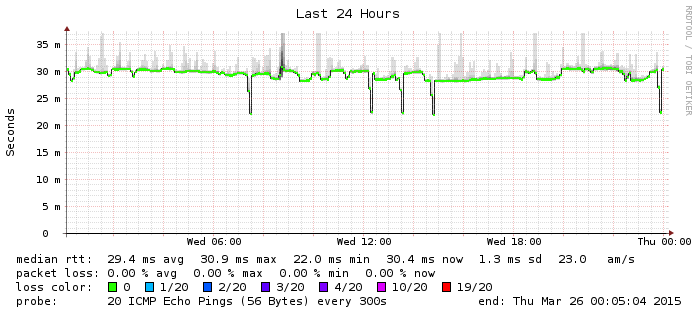 Last 24 Hours
RRDTOOL / TOBI OETIKER
Seconds
35 m
30 m
25 m
20 m
15 m
10 m
5 m
0
Wed 06:00 Wed 12:00 Wed 18:00 Thu 00:00
median rtt: 29.4 ms avg 30.9 ms max 22.0 ms min 30.4 ms now 1.3 ms sd 23.0 am/s
packet loss: 0.00 % avg 0.00 % max 0.00 % min 0.00 % now
loss color: 0 1/20 2/20 3/20 4/20 10/20 19/20
probe: 20 ICMP Echo Pings (56 Bytes) every 300s end: Thu Mar 26 00:05:04 2015